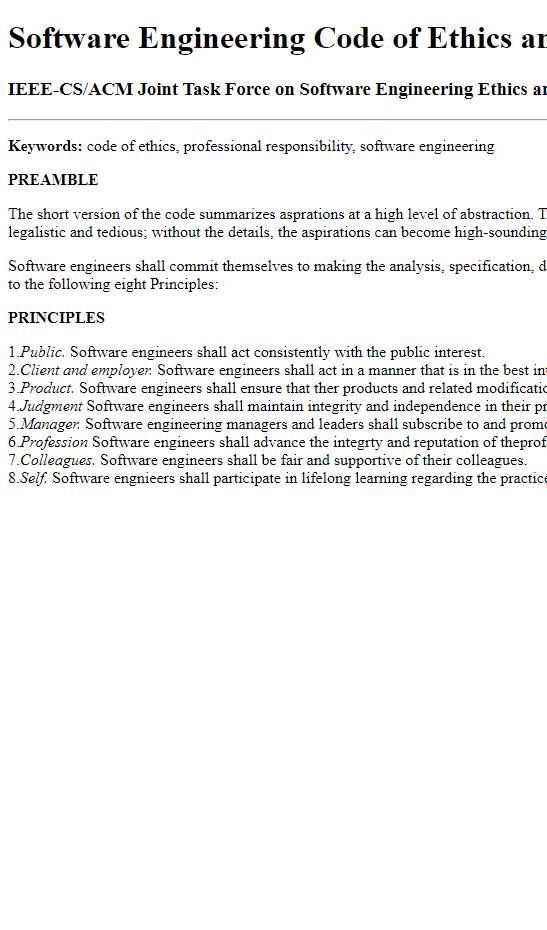 Software Engineering Code of Ethics
IEEE-CS/ACM Joint Task Force on Software Engineering Ethics
Keywords: code of ethics, professional responsibility, software engineering
PREAMBLE
The short version of the code summarizes asprations at a high level of abstraction.
legalistic and tedious; without the details, the aspirations can become high-sounding
Software engineers shall commit themselves to making the analysis, specification,
to the following eight Principles:
PRINCIPLES
1.Public. Software engineers shall act consistently with the public interest.
2.Client and employer. Software engineers shall act in a manner that is in the best
3.Product. Software engineers shall ensure that ther products and related
4.Judgment Software engineers shall maintain integrity and independence in their
5.Manager. Software engineering managers and leaders shall subscribe to and
6.Profession Software engineers shall advance the integrty and reputation of
7.Colleagues. Software engineers shall be fair and supportive of their colleagues.
8.Self. Software engnieers shall participate in lifelong learning regarding the